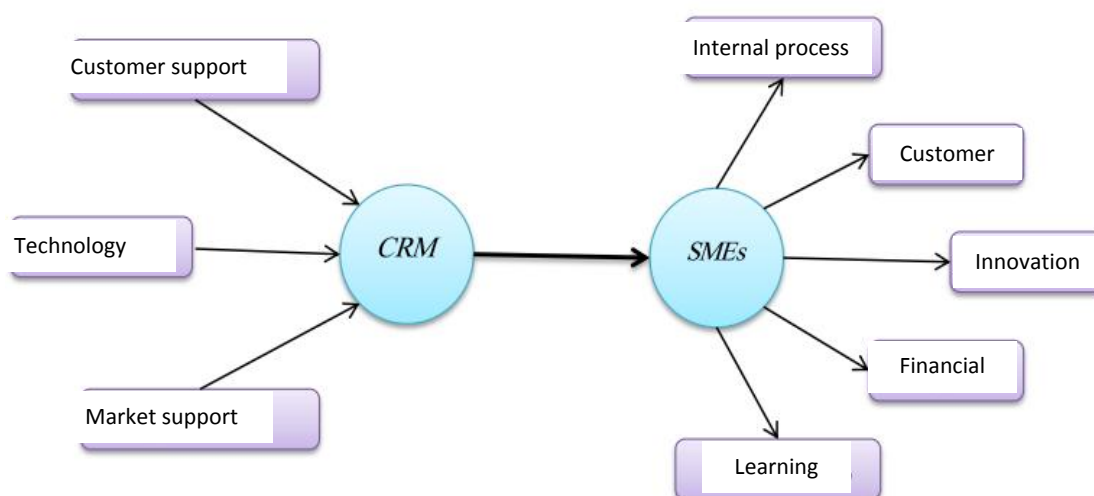 Customer support
Technology
Market support
CRM
SMEs
Internal process
Customer
Innovation
Financial
Learning